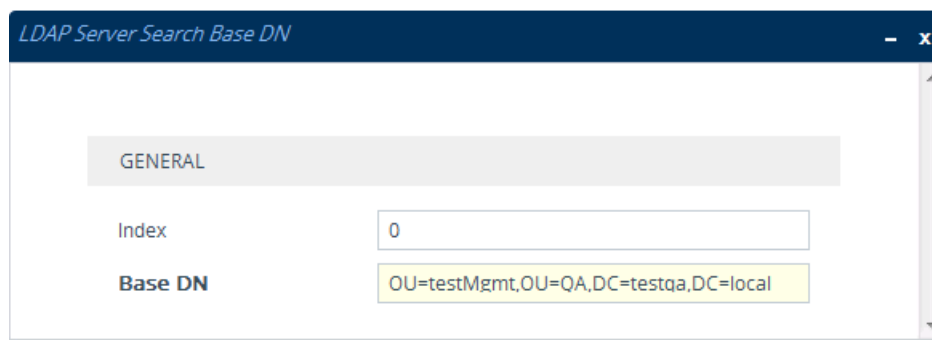 LDAP Server Search Base DN
– x
GENERAL
Index 0
Base DN OU=testMgmt,OU=QA,DC=testqa,DC=local